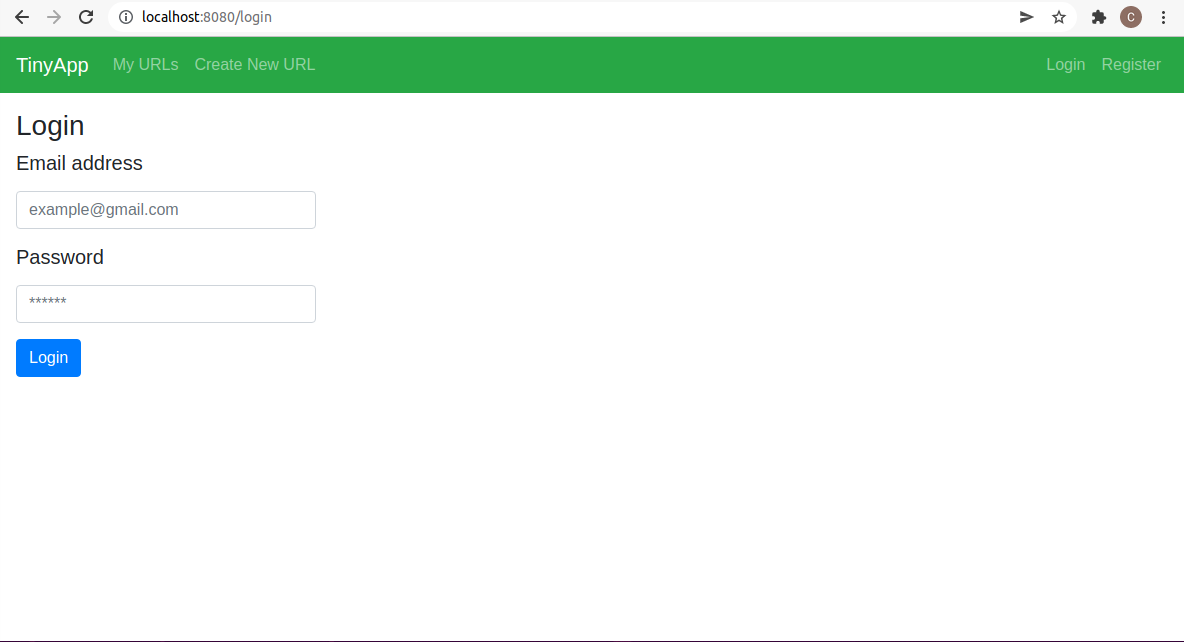 localhost:8080/login
C
TinyApp My URLs Create New URL Login Register
Login
Email address
example@gmail.com
Password
******
Login